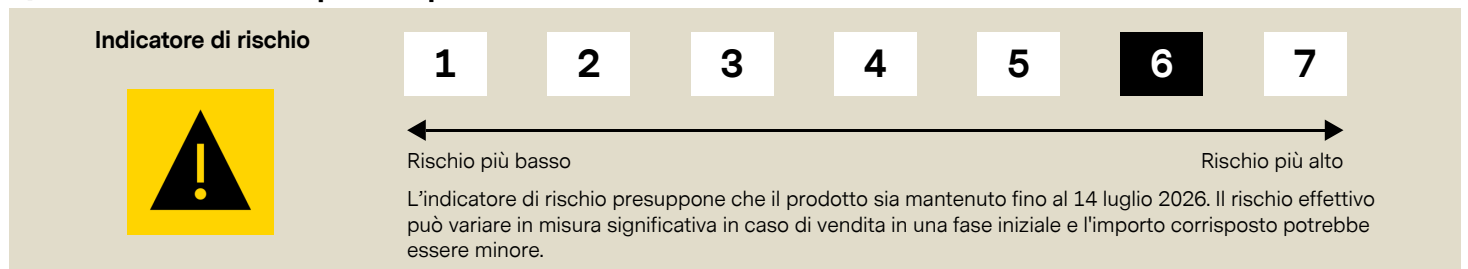 Indicatore di rischio
1 2 3 4 5 6 7
Rischio più basso Rischio più alto
L'indicatore di rischio presuppone che il prodotto sia mantenuto fino al 14 luglio 2026. Il rischio effettivo
può variare in misura significativa in caso di vendita in una fase iniziale e l'importo corrisposto potrebbe
essere minore.